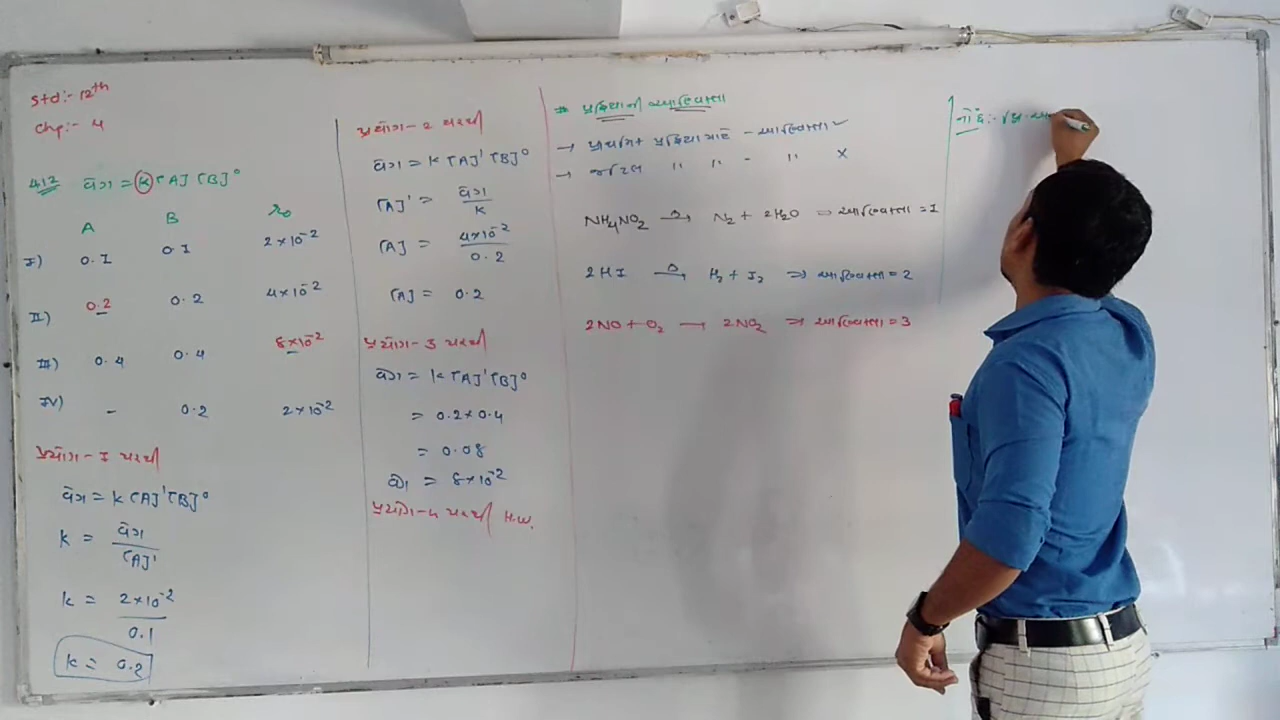 Std:- 12th
Chp:- 4
4.12 વેગ = k [A] [B]⁰
A B r₀
I) 0.1 0.1 2×10⁻²
II) 0.2 0.2 4×10⁻²
III) 0.4 0.4 8×10⁻²
IV) - 0.2 2×10⁻²
પ્રયોગ-I પરથી
વેગ = k [A]¹ [B]⁰
k = વેગ / [A]¹
k = 2×10⁻² / 0.1
k = 0.2
પ્રયોગ-2 પરથી
વેગ = k [A]¹ [B]⁰
[A]¹ = વેગ / k
[A] = 4×10⁻² / 0.2
[A] = 0.2
પ્રયોગ-3 પરથી
વેગ = k [A]¹ [B]⁰
= 0.2×0.4
= 0.08
વેગ = 8×10⁻²
પ્રયોગ-4 પરથી H.W.
* પ્રક્રિયાની આણ્વિકતા
→ પ્રાથમિક પ્રક્રિયા માટે - આણ્વિકતા ✓
→ જટિલ " " - " X
NH₄NO₂ —Δ→ N₂ + 2H₂O ⇒ આણ્વિકતા = 1
2HI —Δ→ H₂ + I₂ ⇒ આણ્વિકતા = 2
2NO + O₂ → 2NO₂ ⇒ આણ્વિકતા = 3
નોંધ:-